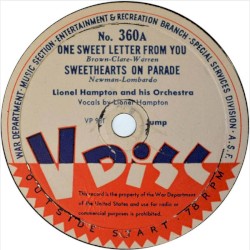 WAR DEPARTMENT · MUSIC SECTION · ENTERTAINMENT & RECREATION BRANCH · SPECIAL SERVICES DIVISION · A.S.F.
No. 360A
ONE SWEET LETTER FROM YOU
Brown-Clare-Warren
SWEETHEARTS ON PARADE
Newman-Lombardo
Lionel Hampton and his Orchestra
Vocals by Lionel Hampton
VP
Jump
V Disc
This record is the property of the War Department
of the United States and use for radio or
commercial purposes is prohibited.
OUTSIDE START · 78 RPM